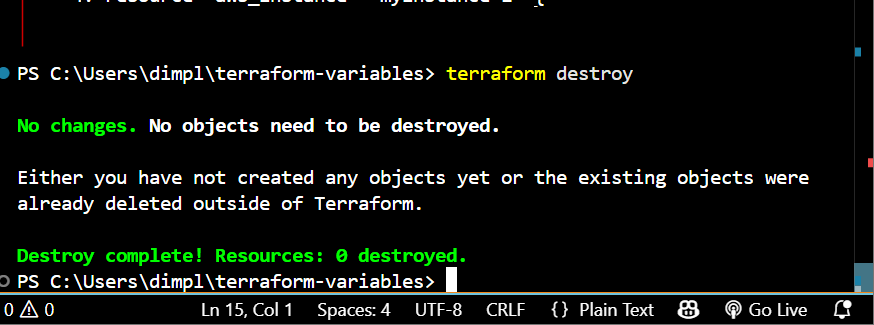 PS C:\Users\dimpl\terraform-variables> terraform destroy
No changes. No objects need to be destroyed.
Either you have not created any objects yet or the existing objects were
already deleted outside of Terraform.
Destroy complete! Resources: 0 destroyed.
PS C:\Users\dimpl\terraform-variables>
0 0 Ln 15, Col 1 Spaces: 4 UTF-8 CRLF {} Plain Text Go Live